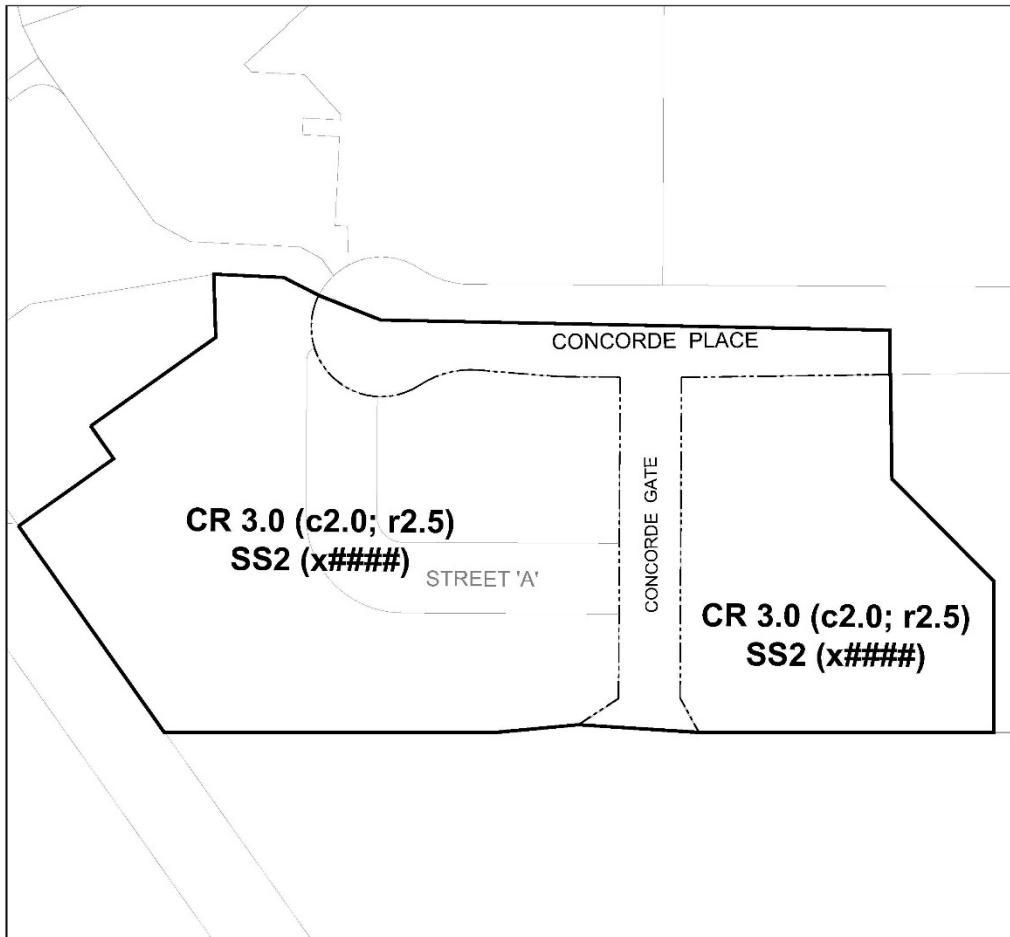 CONCORDE PLACE
CONCORDE GATE
CR 3.0 (c2.0; r2.5)
SS2 (x####)
STREET 'A'
CR 3.0 (c2.0; r2.5)
SS2 (x####)